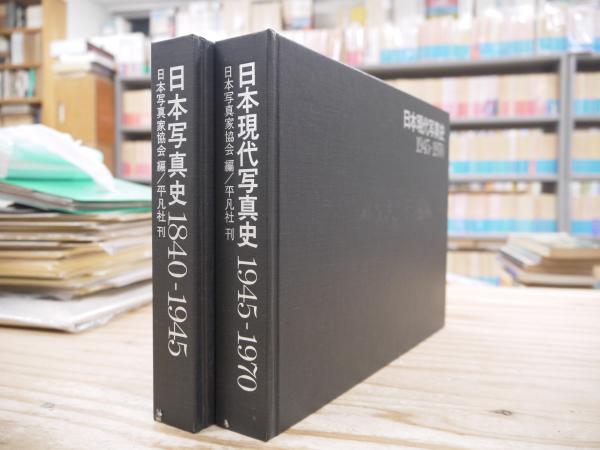 日本写真史 1840-1945
日本写真家協会 編/平凡社 刊
日本現代写真史 1945-1970
日本写真家協会 編/平凡社 刊
日本現代写真史
1945-1970